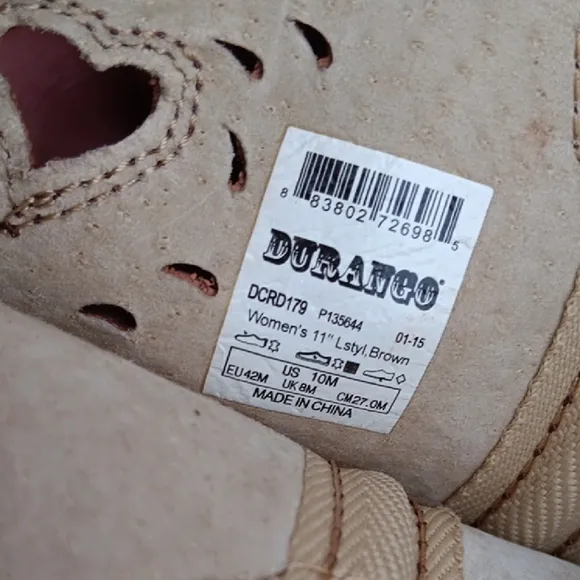 8 83802 72698 5
DURANGO®
DCRD179 P135644 01-15
Women's 11" Lstyl,Brown
US 10M
EU42M UK8M CM27.0M
MADE IN CHINA